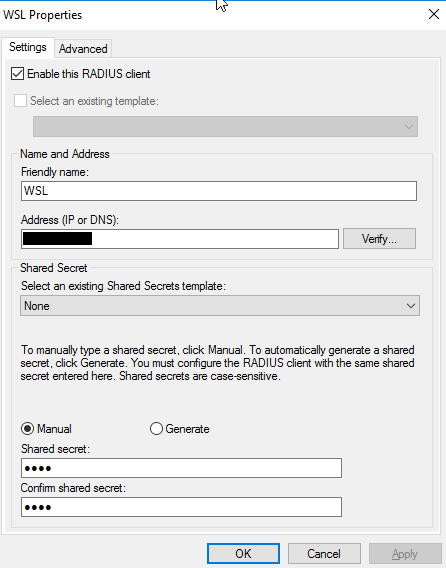 WSL Properties
Settings
Advanced
Enable this RADIUS client
Select an existing template:
Name and Address
Friendly name:
WSL
Address (IP or DNS):
Verify...
Shared Secret
Select an existing Shared Secrets template:
None
To manually type a shared secret, click Manual. To automatically generate a shared
secret, click Generate. You must configure the RADIUS client with the same shared
secret entered here. Shared secrets are case-sensitive.
Manual
Generate
Shared secret:
●●●●
Confirm shared secret:
●●●●
OK
Cancel
Apply